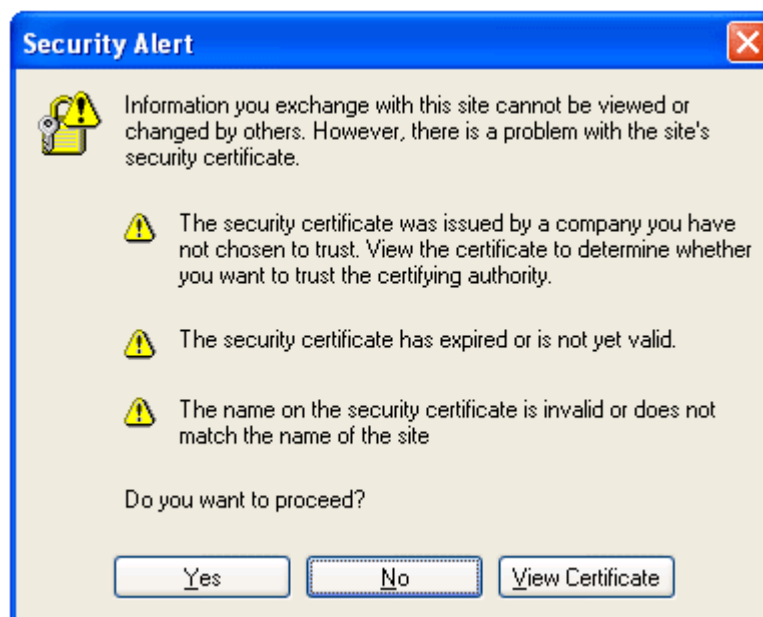 Security Alert
Information you exchange with this site cannot be viewed or
changed by others. However, there is a problem with the site's
security certificate.
The security certificate was issued by a company you have
not chosen to trust. View the certificate to determine whether
you want to trust the certifying authority.
The security certificate has expired or is not yet valid.
The name on the security certificate is invalid or does not
match the name of the site
Do you want to proceed?
Yes No View Certificate